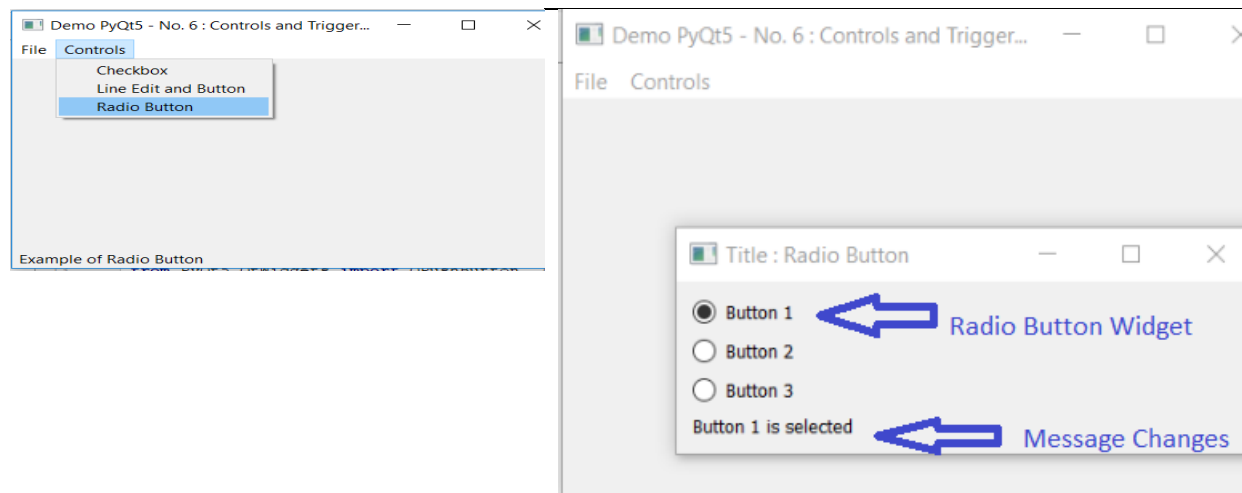 Demo PyQt5 - No. 6 : Controls and Trigger...
File Controls
Checkbox
Line Edit and Button
Radio Button
Example of Radio Button
Demo PyQt5 - No. 6 : Controls and Trigger...
File Controls
Title : Radio Button
Button 1
Radio Button Widget
Button 2
Button 3
Button 1 is selected
Message Changes